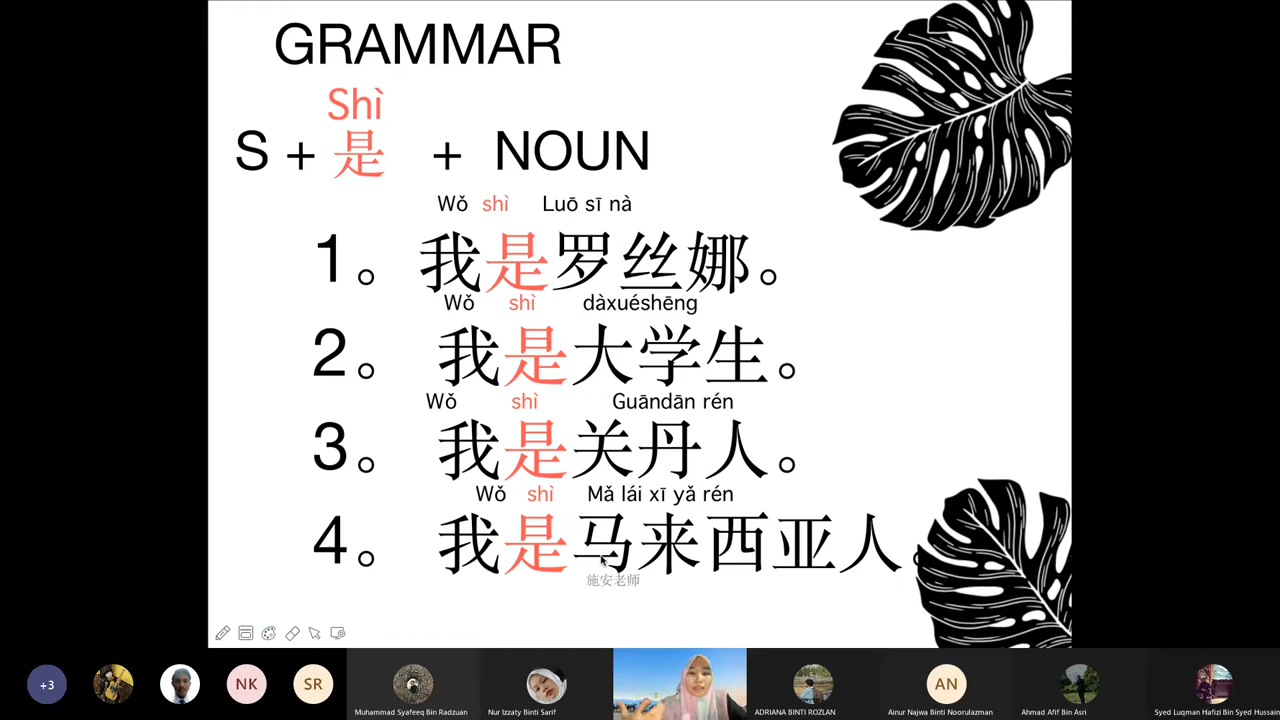 GRAMMAR
Shì
S + 是 + NOUN
Wǒ shì Luō sī nà
1。 我是罗丝娜。
Wǒ shì dàxuéshēng
2。 我是大学生。
Wǒ shì Guāndān rén
3。 我是关丹人。
Wǒ shì Mǎ lái xī yǎ rén
4。 我是马来西亚人。
施安老师
+3
NK
SR
AN
Muhammad Syafeeq Bin Radzuan
Nur Izzaty Binti Sarif
ADRIANA BINTI ROZLAN
Ainur Najwa Binti Noorulazman
Ahmad Afif Bin Asri
Syed Luqman Hafizi Bin Syed Hussain